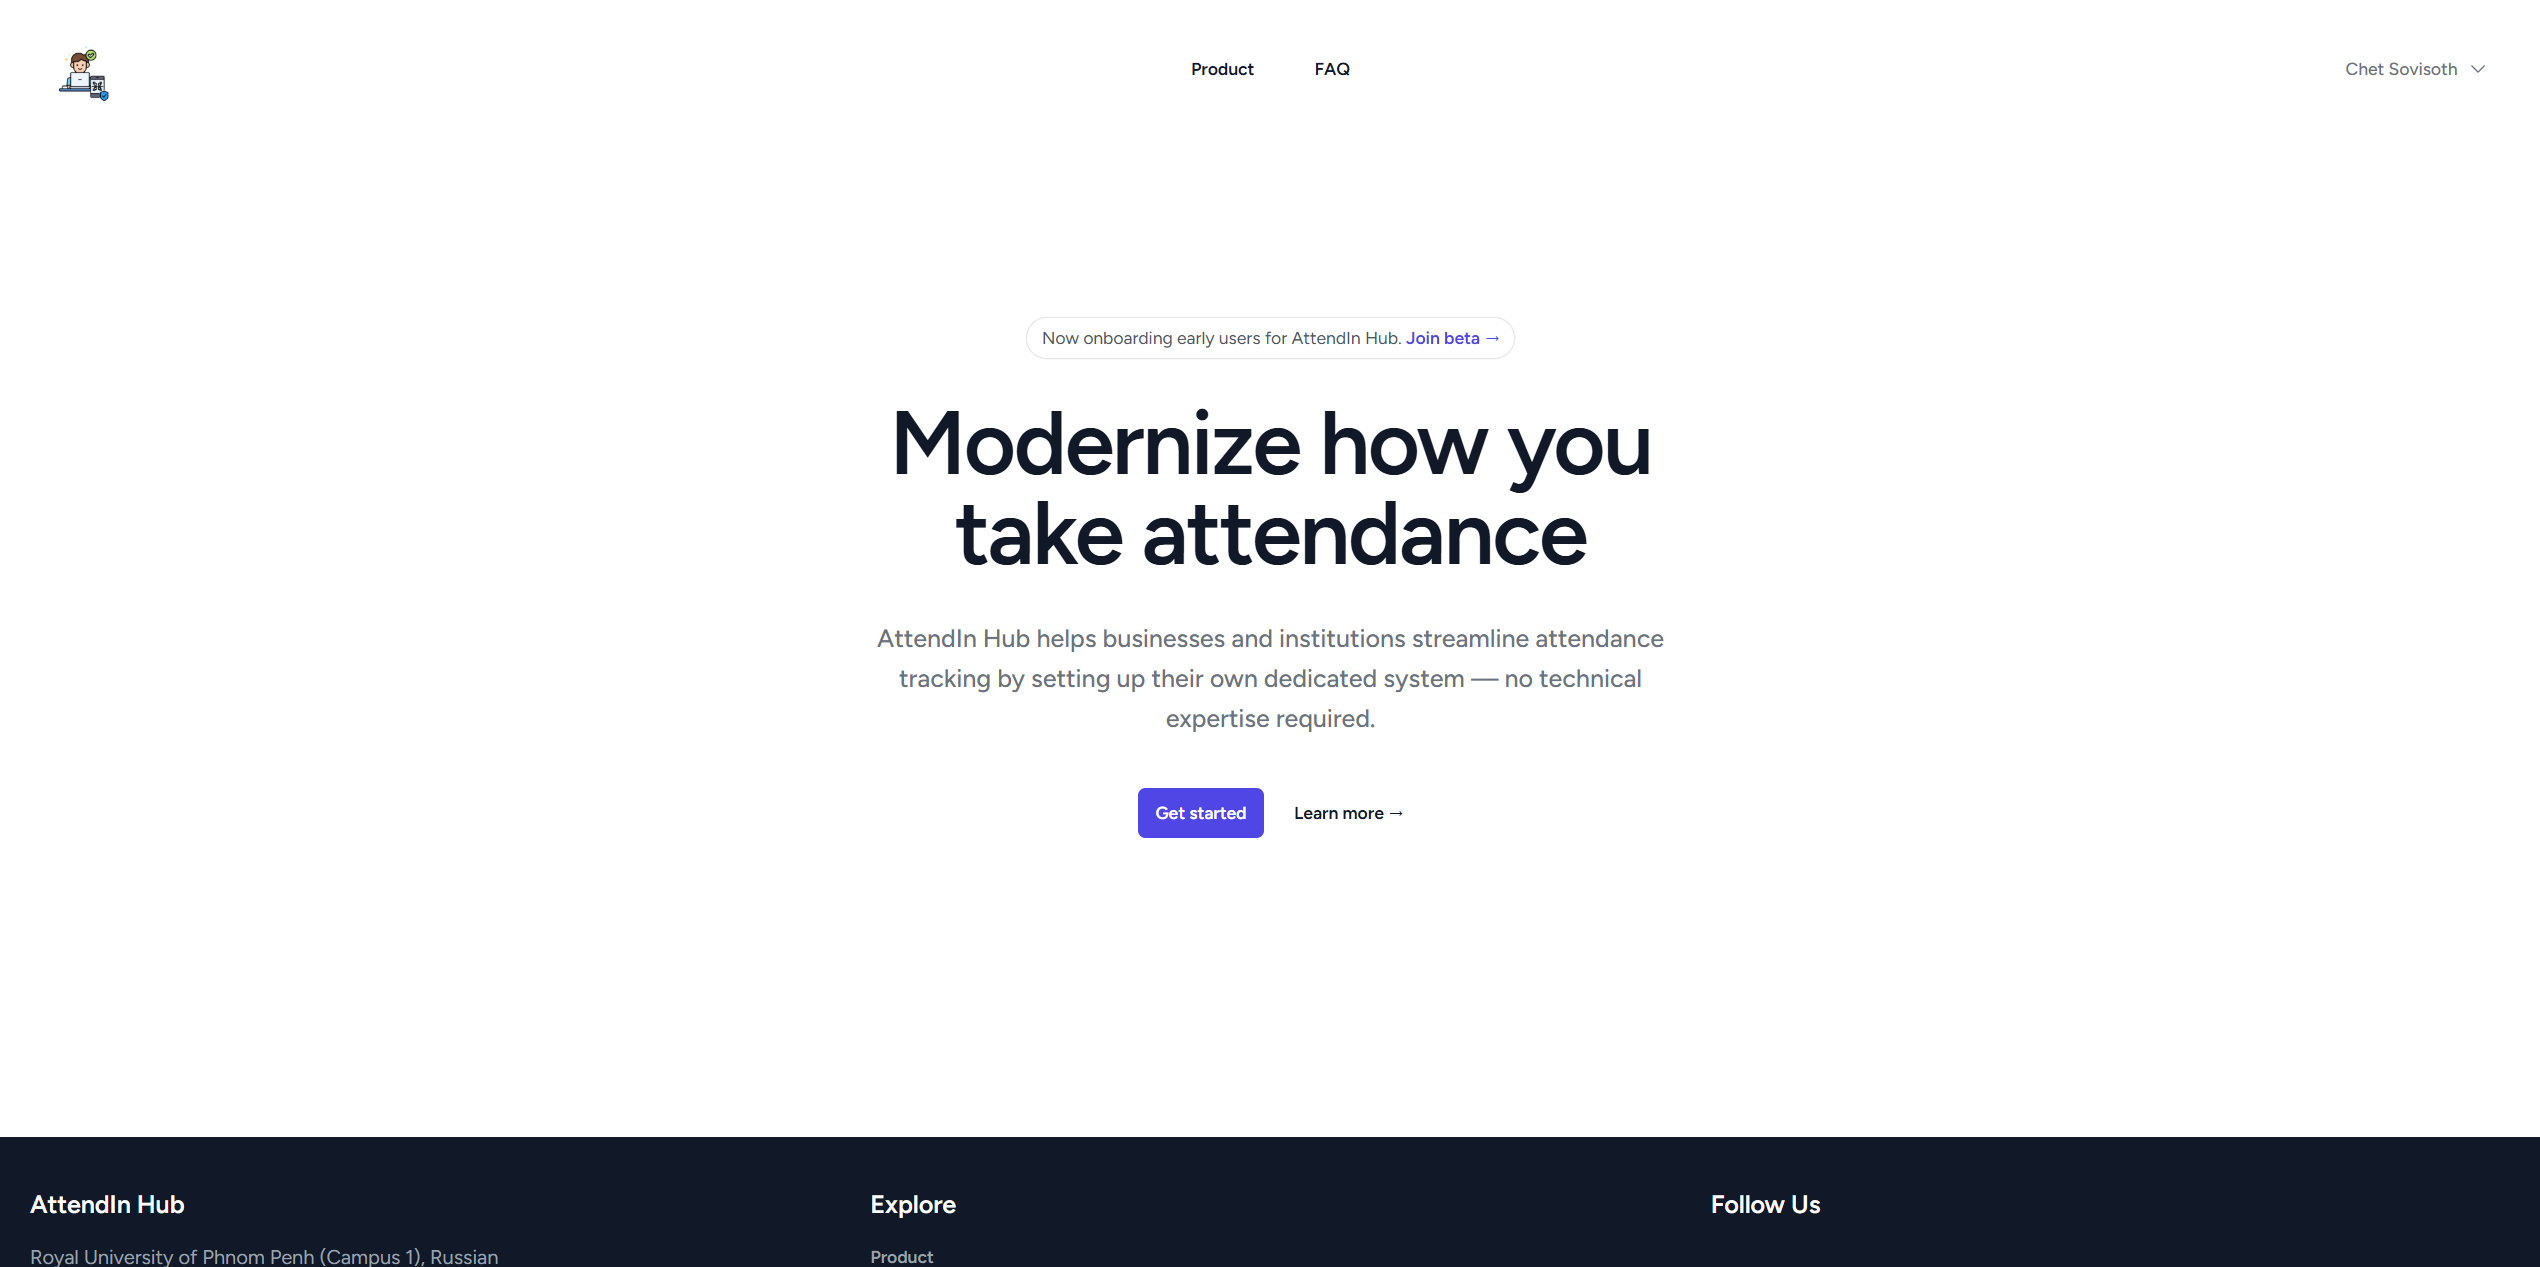 Product
FAQ
Chet Sovisoth
Now onboarding early users for AttendIn Hub. Join beta →
Modernize how you
take attendance
AttendIn Hub helps businesses and institutions streamline attendance
tracking by setting up their own dedicated system — no technical
expertise required.
Get started
Learn more →
AttendIn Hub
Royal University of Phnom Penh (Campus 1), Russian
Explore
Product
Follow Us